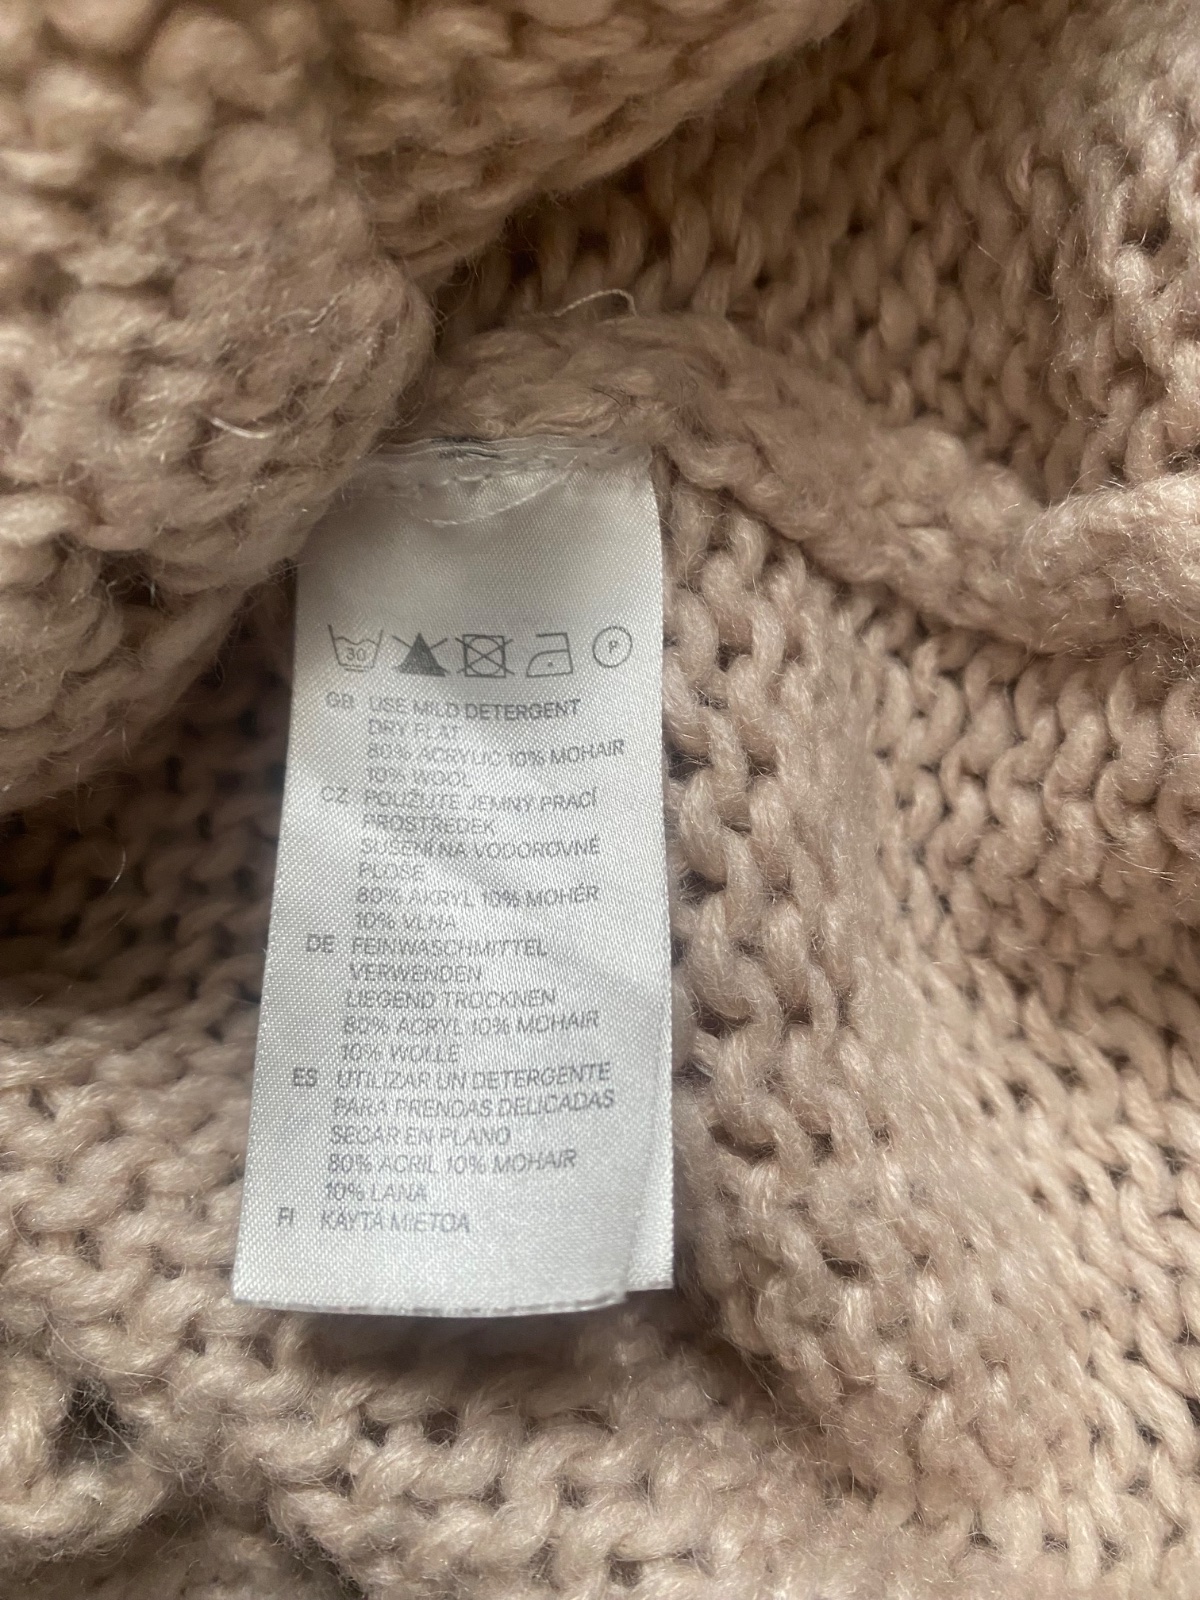 30 P
GB USE MILD DETERGENT
DRY FLAT
80% ACRYLIC 10% MOHAIR
10% WOOL
CZ POUŽIJTE JEMNÝ PRACÍ
PROSTŘEDEK
SUŠENÍ NA VODOROVNÉ
PLOŠE
80% AKRYL 10% MOHÉR
10% VLNA
DE FEINWASCHMITTEL
VERWENDEN
LIEGEND TROCKNEN
80% ACRYL 10% MOHAIR
10% WOLLE
ES UTILIZAR UN DETERGENTE
PARA PRENDAS DELICADAS
SECAR EN PLANO
80% ACRIL 10% MOHAIR
10% LANA
FI KÄYTÄ MIETOA